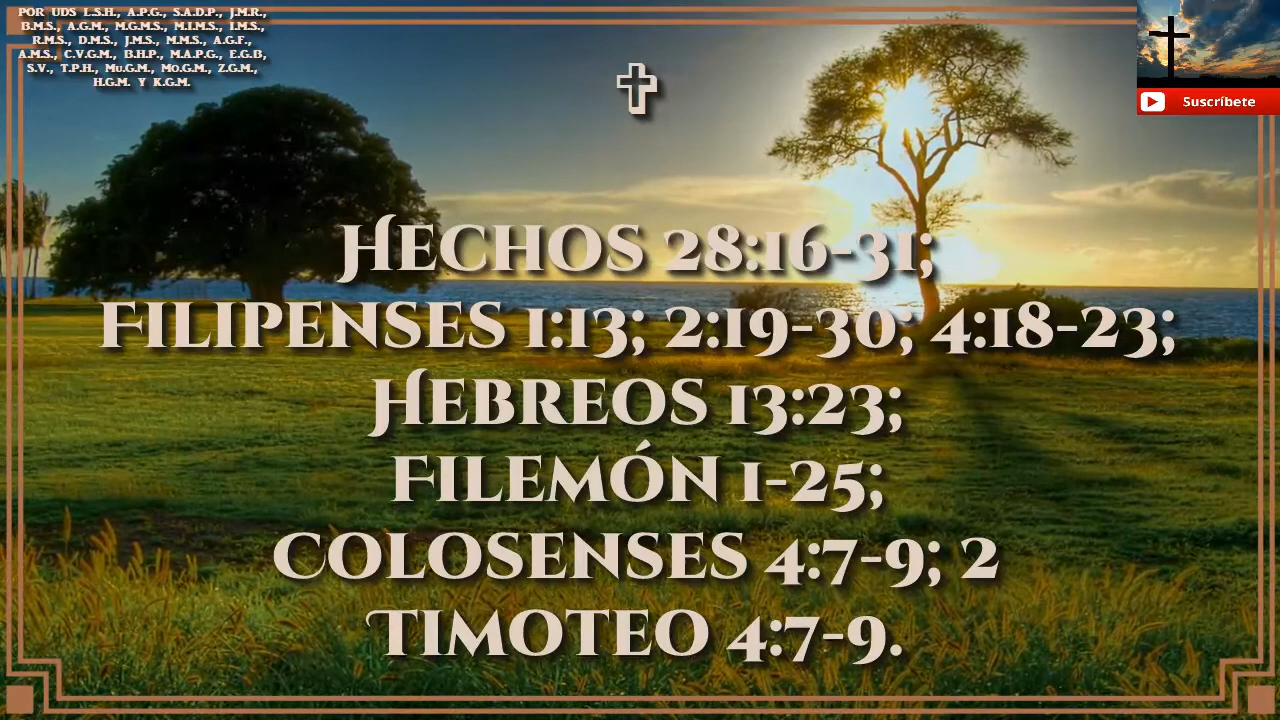 POR UDS L.S.H., A.P.G., S.A.D.P., J.M.R.,
B.M.S., A.G.M., M.G.M.S., M.I.M.S., I.M.S.,
R.M.S., D.M.S., J.M.S., M.M.S., A.G.F.,
A.M.S., C.V.G.M., B.H.P., M.A.P.G., E.G.B,
S.V., T.P.H., Mu.G.M., Mo.G.M., Z.G.M.,
H.G.M. Y K.G.M.
Suscríbete
Hechos 28:16-31;
Filipenses 1:13; 2:19-30; 4:18-23;
Hebreos 13:23;
Filemón 1-25;
Colosenses 4:7-9; 2
Timoteo 4:7-9.